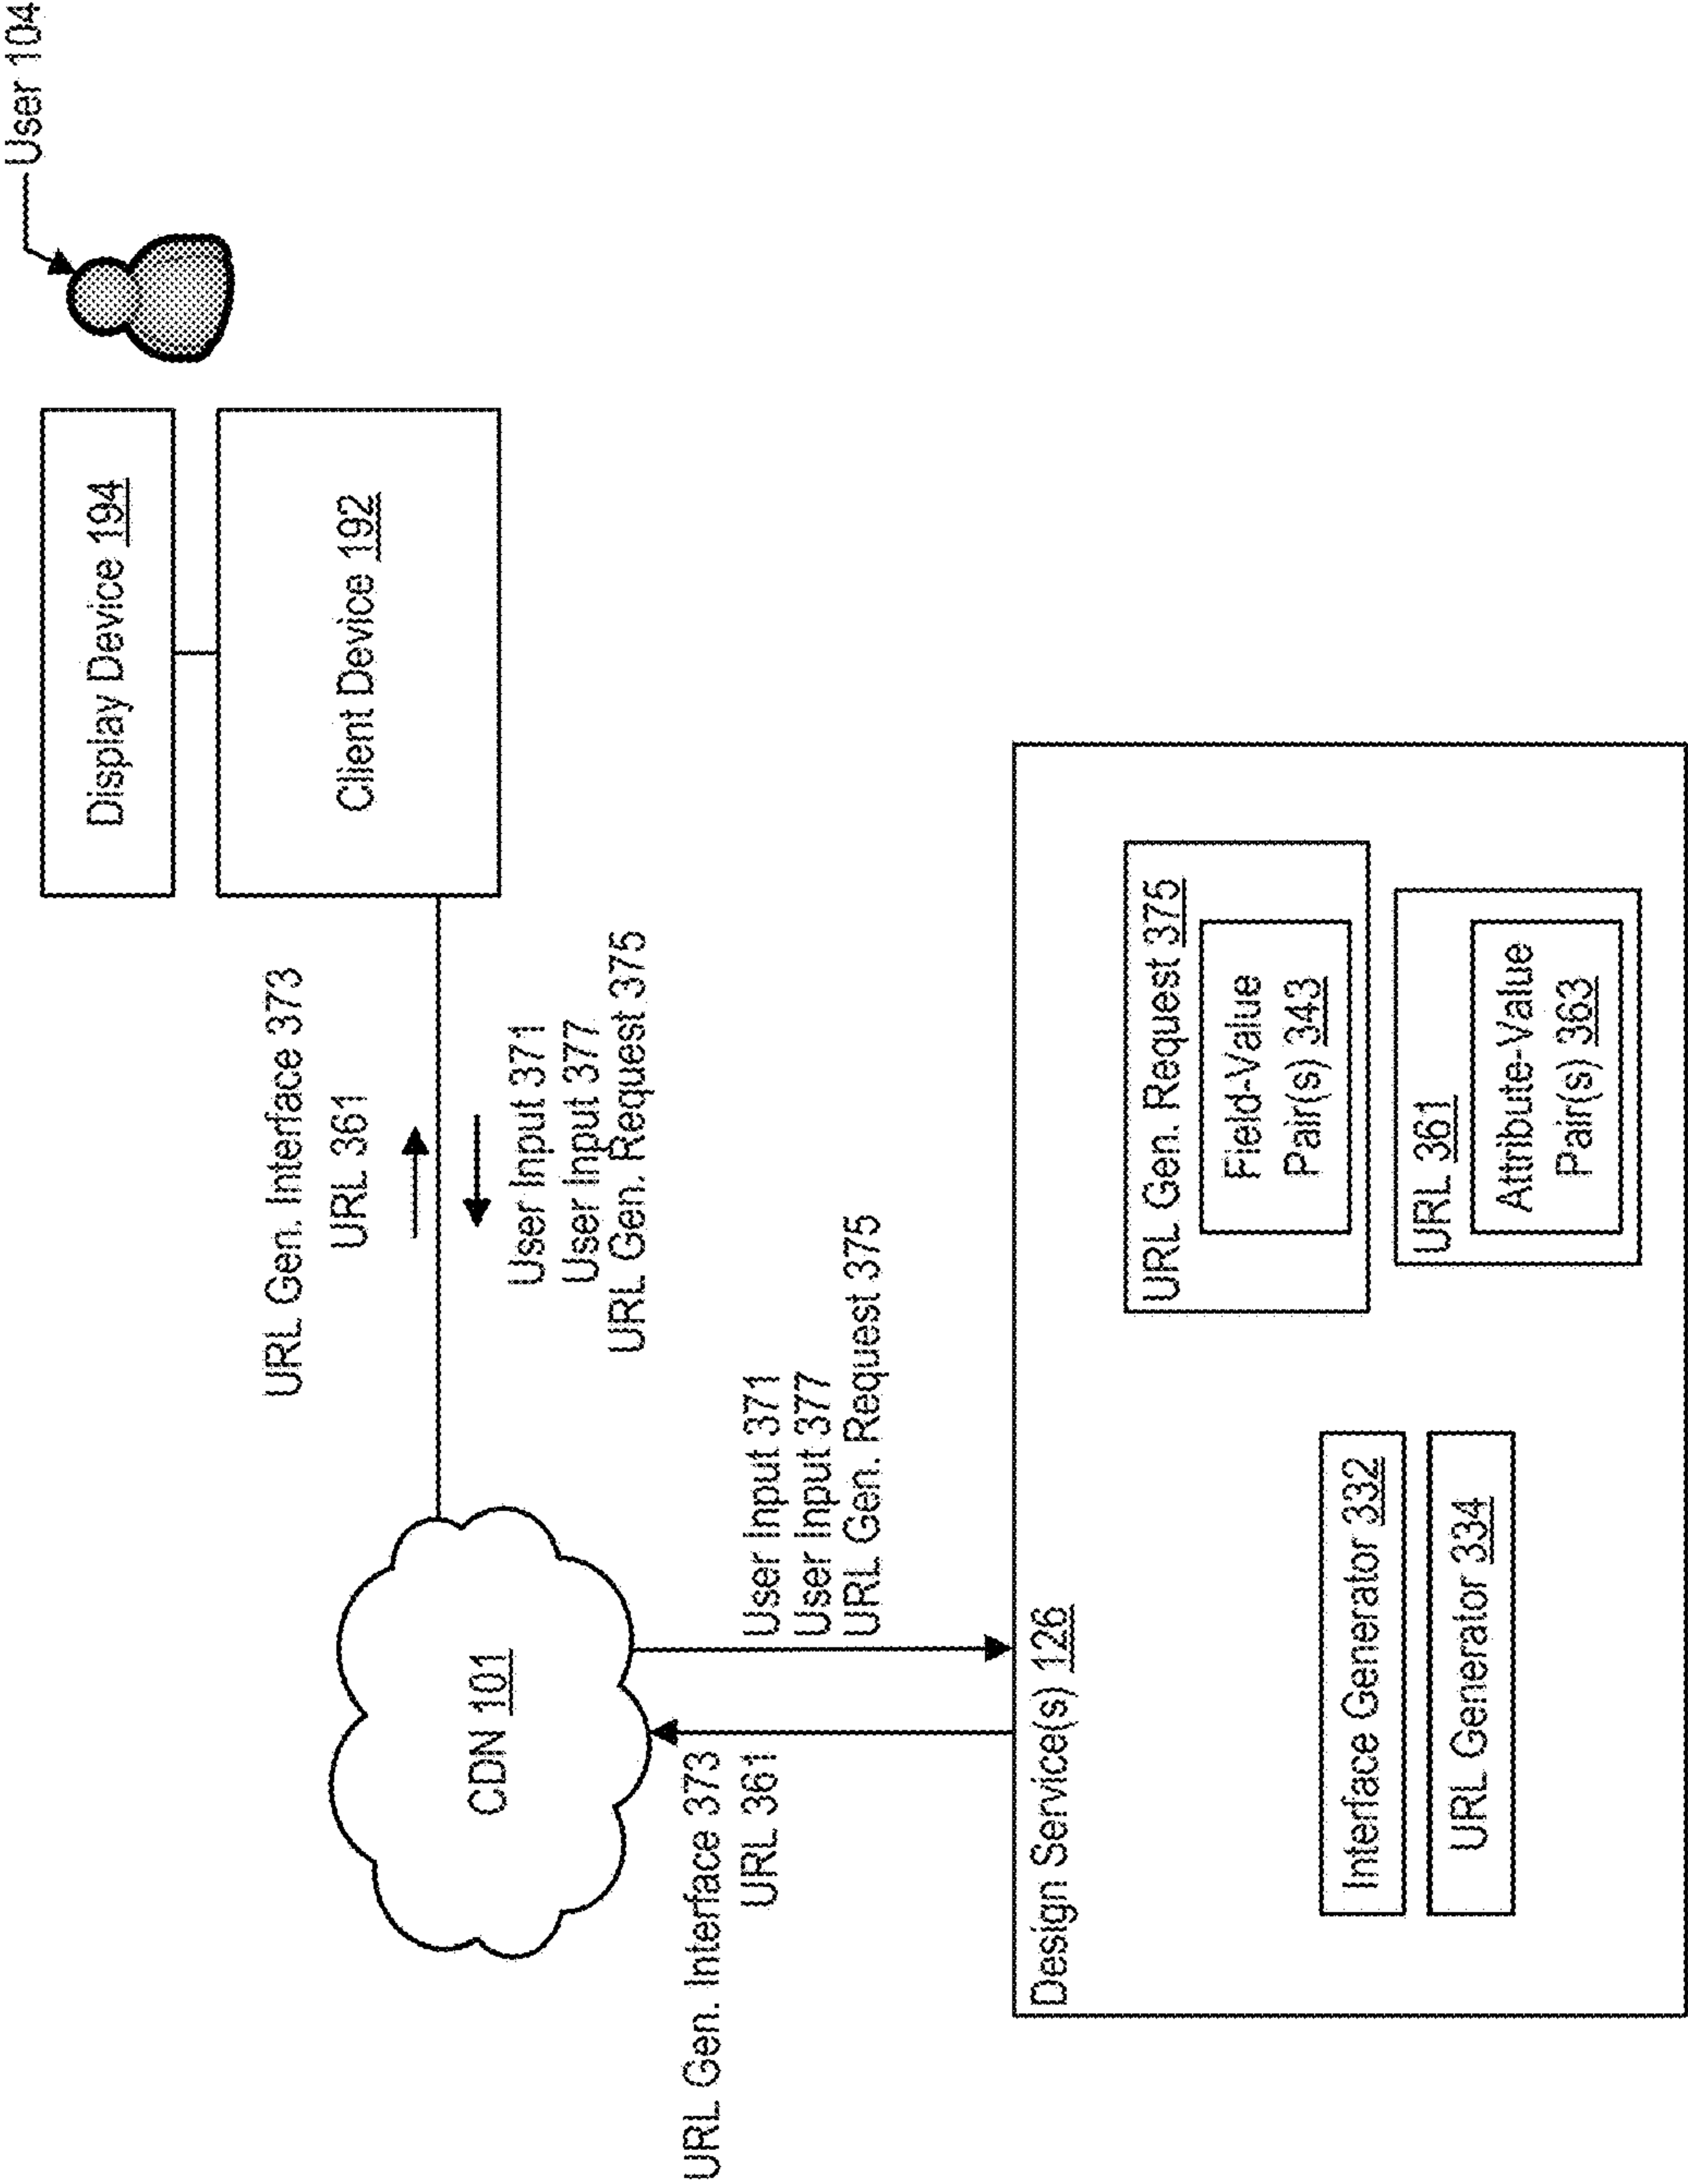 User 104
Display Device 194
Client Device 192
URL Gen. Interface 373
URL 361
User Input 371
User Input 377
URL Gen. Request 375
CDN 101
User Input 371
User Input 377
URL Gen. Request 375
URL Gen. Interface 373
URL 361
Design Service(s) 126
Interface Generator 332
URL Generator 334
URL Gen. Request 375
Field-Value
Pair(s) 343
URL 361
Attribute-Value
Pair(s) 363